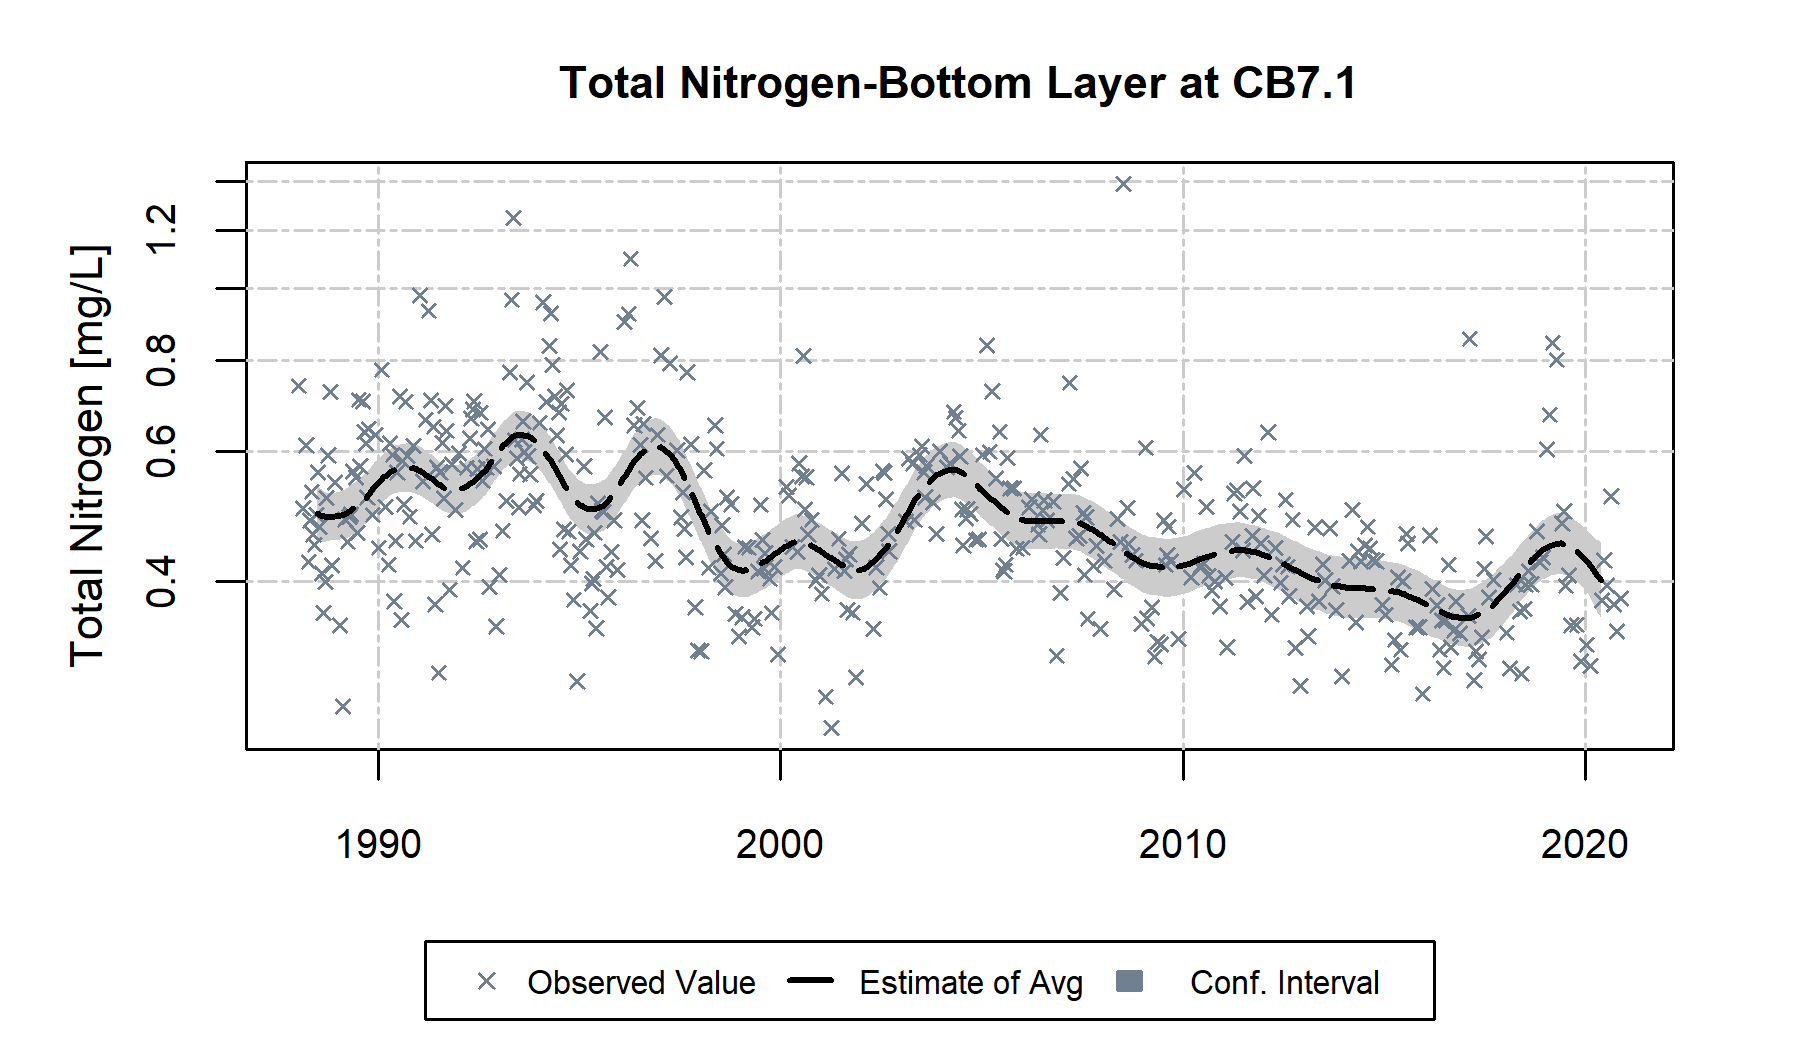 Total Nitrogen-Bottom Layer at CB7.1
Total Nitrogen [mg/L]
1.2
0.8
0.6
0.4
1990 2000 2010 2020
Observed Value Estimate of Avg Conf. Interval